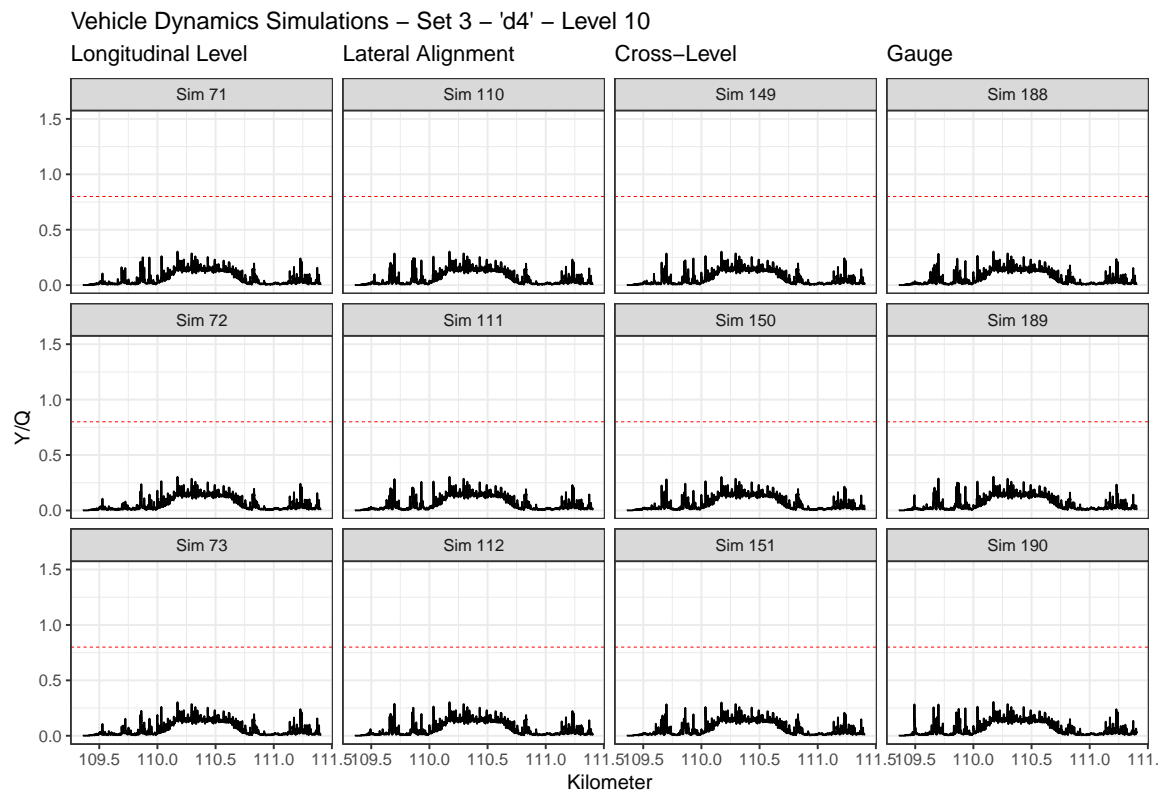 Vehicle Dynamics Simulations – Set 3 – 'd4' – Level 10
Longitudinal Level Lateral Alignment Cross–Level Gauge
Sim 71 Sim 110 Sim 149 Sim 188
1.5
1.0
0.5
0.0
Sim 72 Sim 111 Sim 150 Sim 189
1.5
1.0
0.5
0.0
Y/Q
Sim 73 Sim 112 Sim 151 Sim 190
1.5
1.0
0.5
0.0
109.5 110.0 110.5 111.0 111.5 109.5 110.0 110.5 111.0 111.5 109.5 110.0 110.5 111.0 111.5 109.5 110.0 110.5 111.0 111.
Kilometer